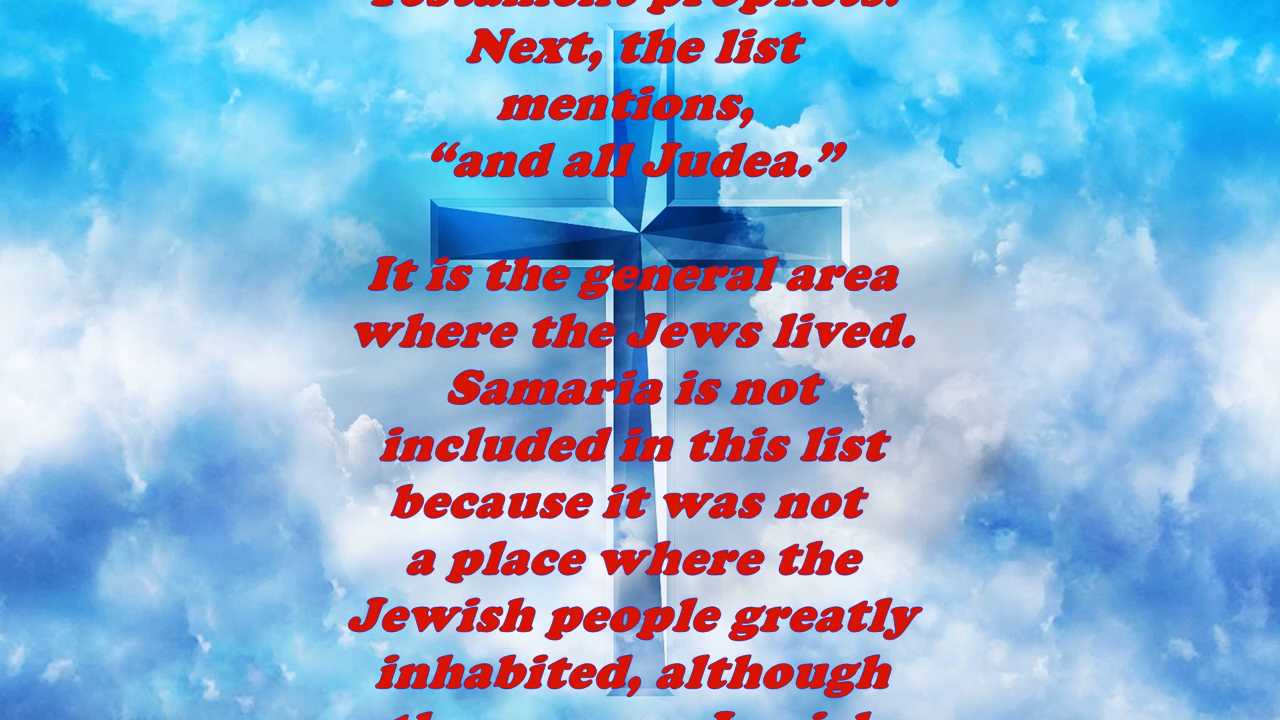 Testament prophets.
Next, the list
mentions,
“and all Judea.”
It is the general area
where the Jews lived.
Samaria is not
included in this list
because it was not
a place where the
Jewish people greatly
inhabited, although